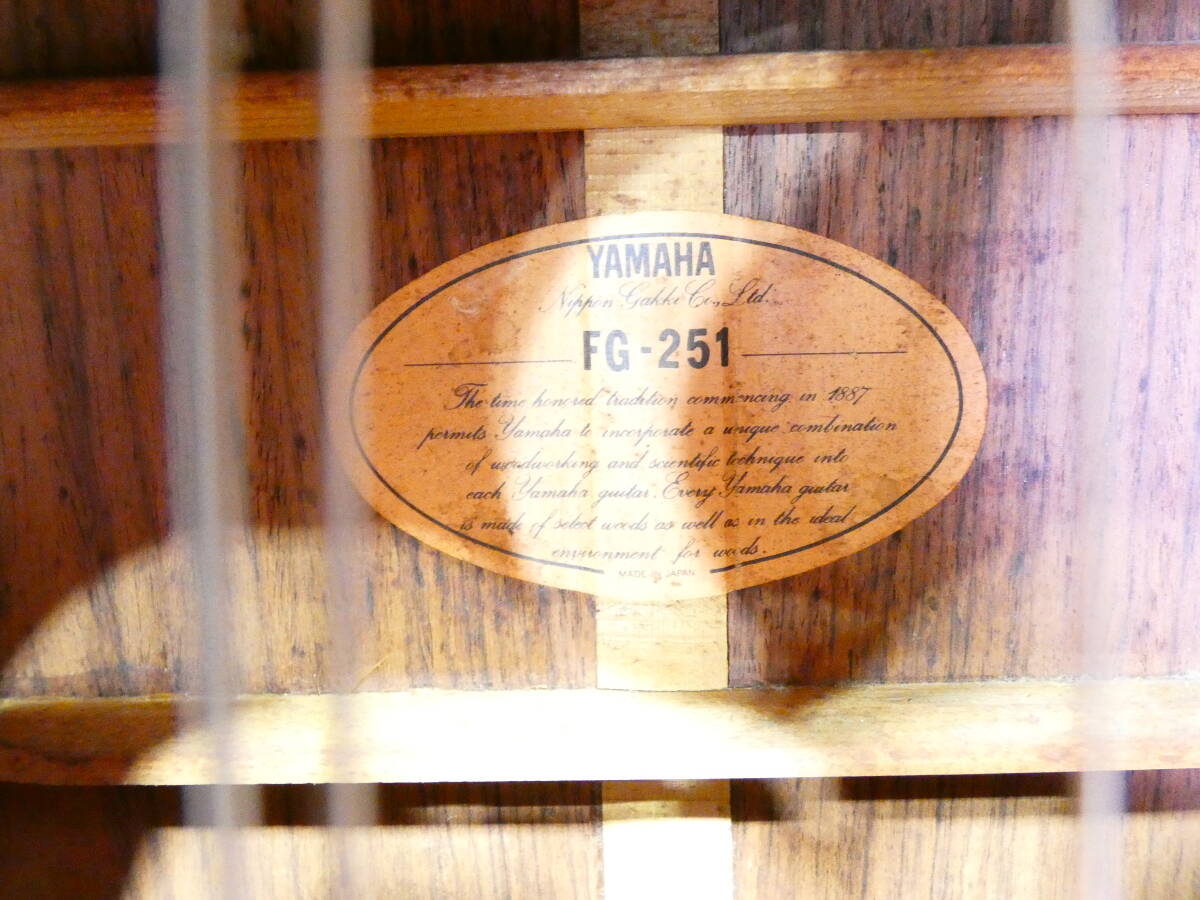 YAMAHA
Nippon Gakki Co., Ltd.
FG-251
The time honored tradition commencing in 1887
permits Yamaha to incorporate a unique combination
of woodworking and scientific technique into
each Yamaha guitar. Every Yamaha guitar
is made of select woods as well as in the ideal
environment for woods.
MADE IN JAPAN